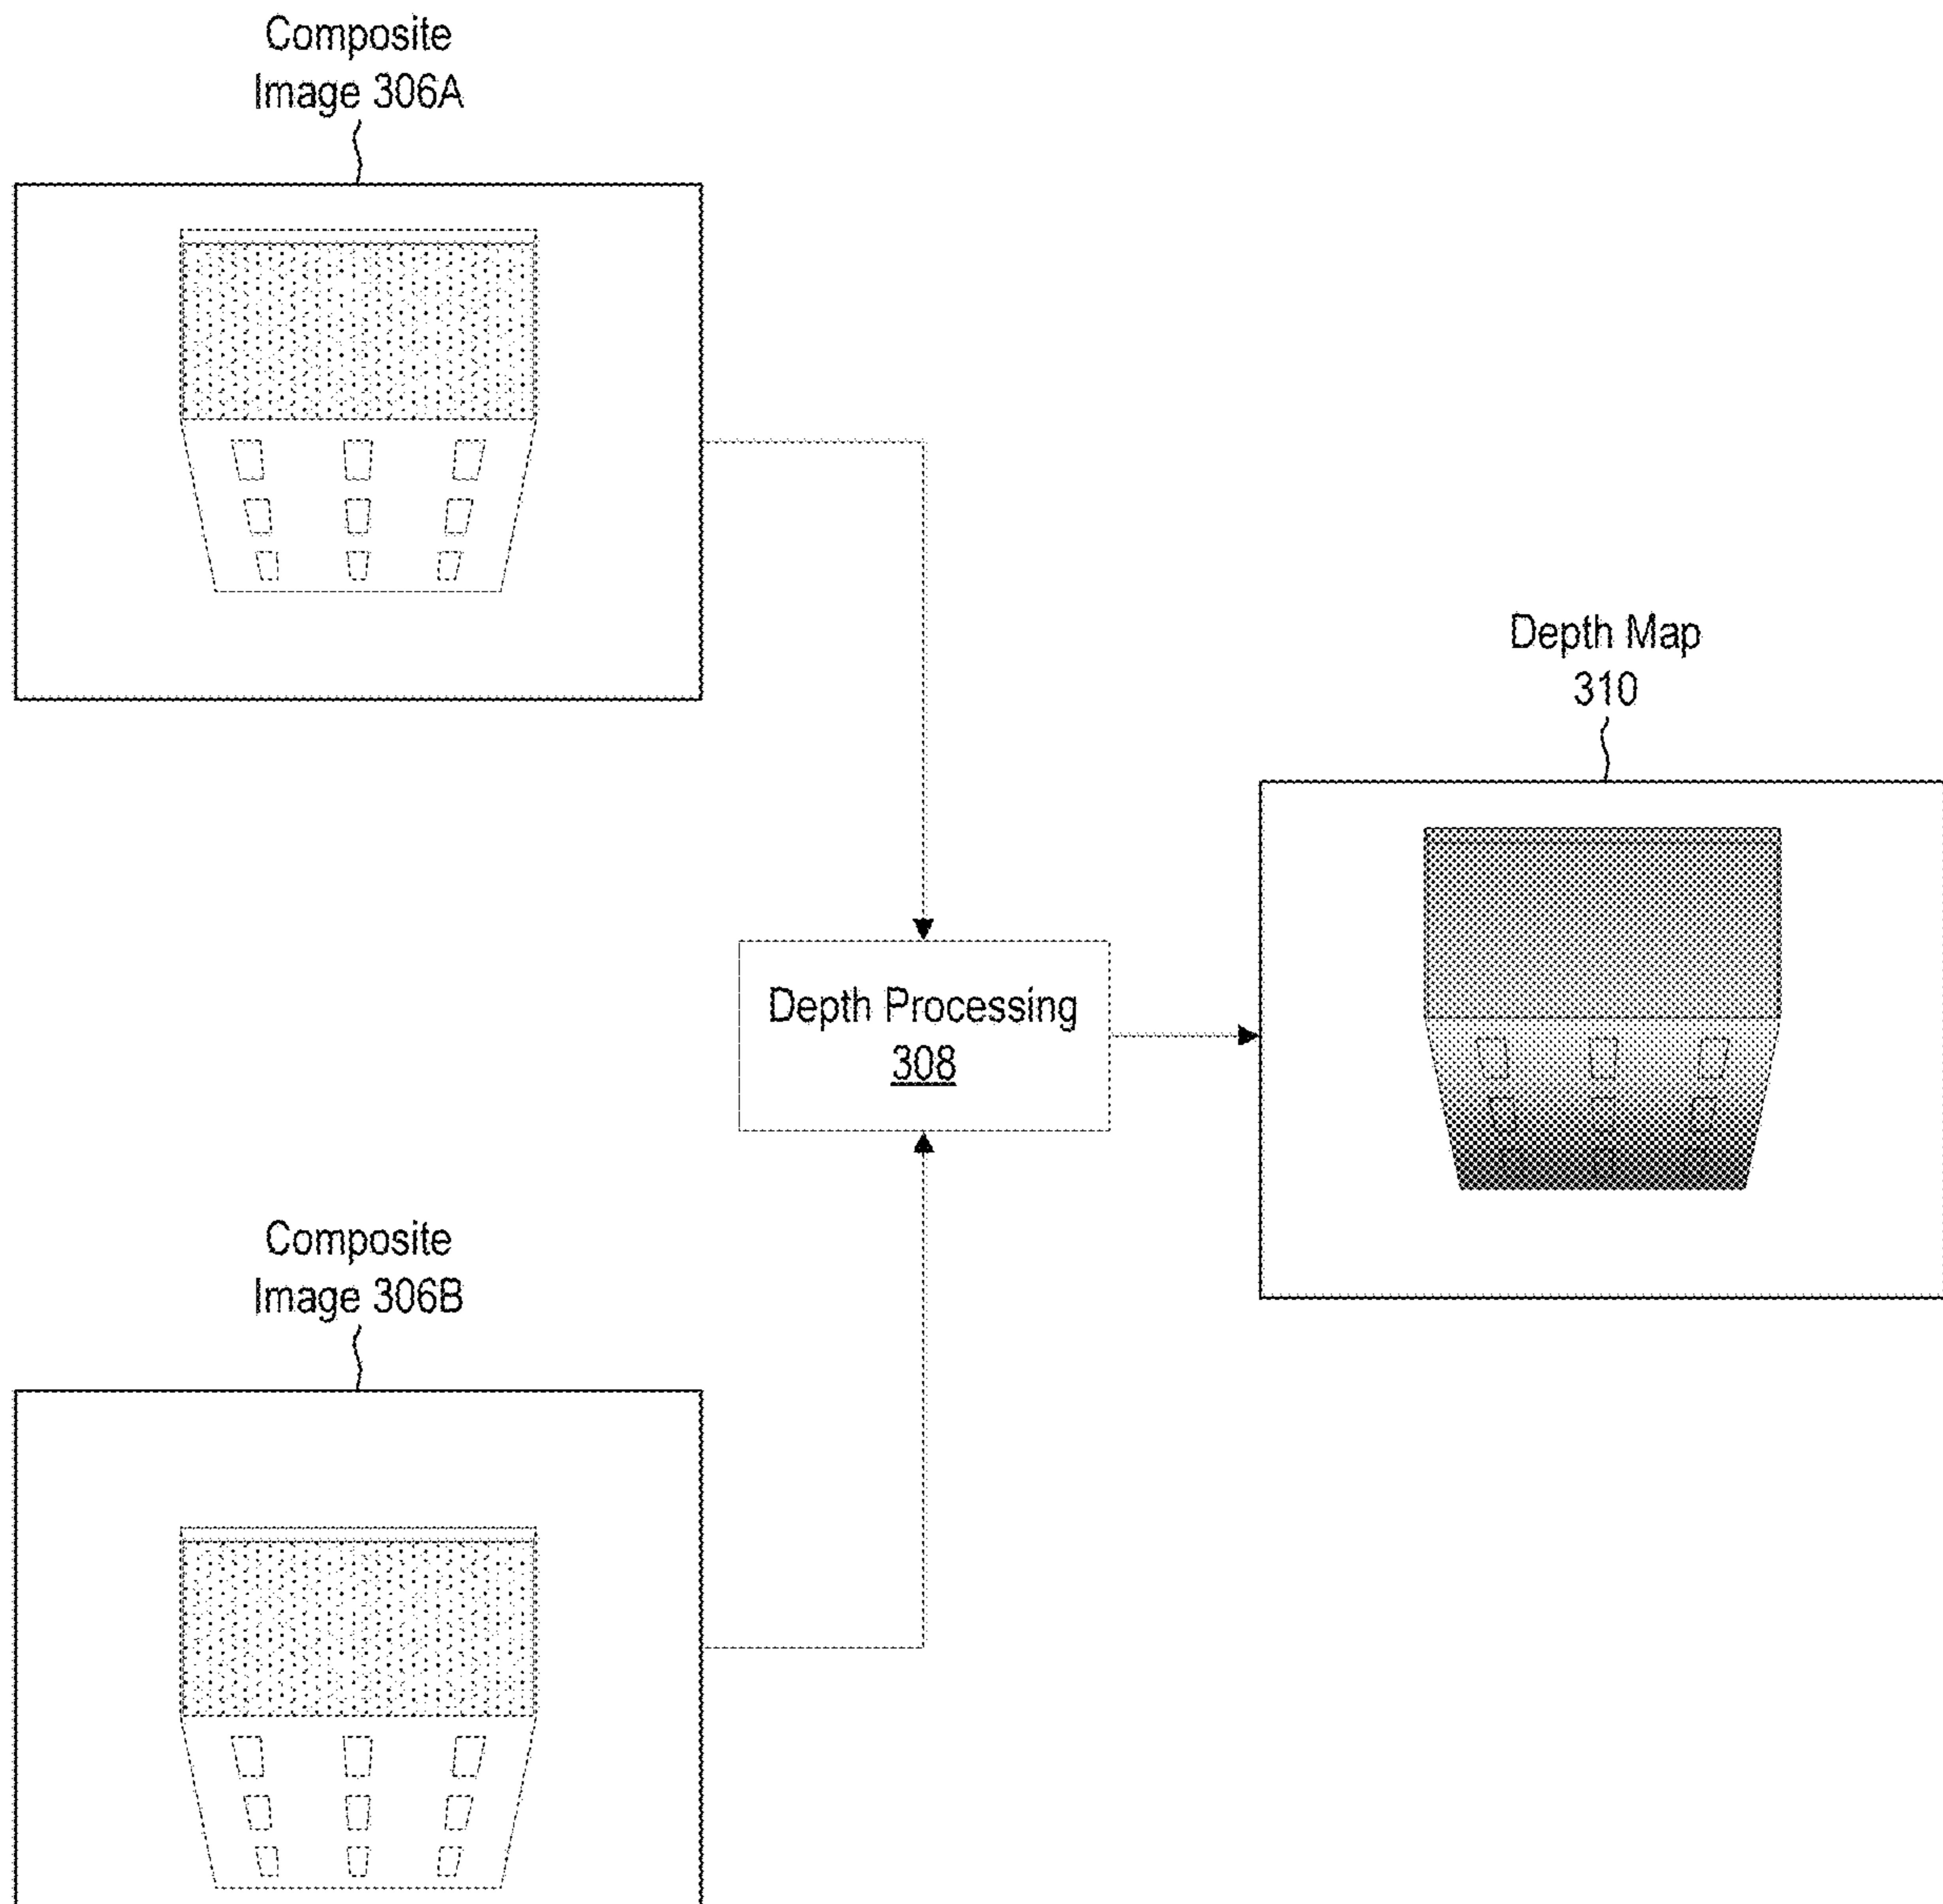 Composite
Image 306A
Depth Map
310
Depth Processing
308
Composite
Image 306B